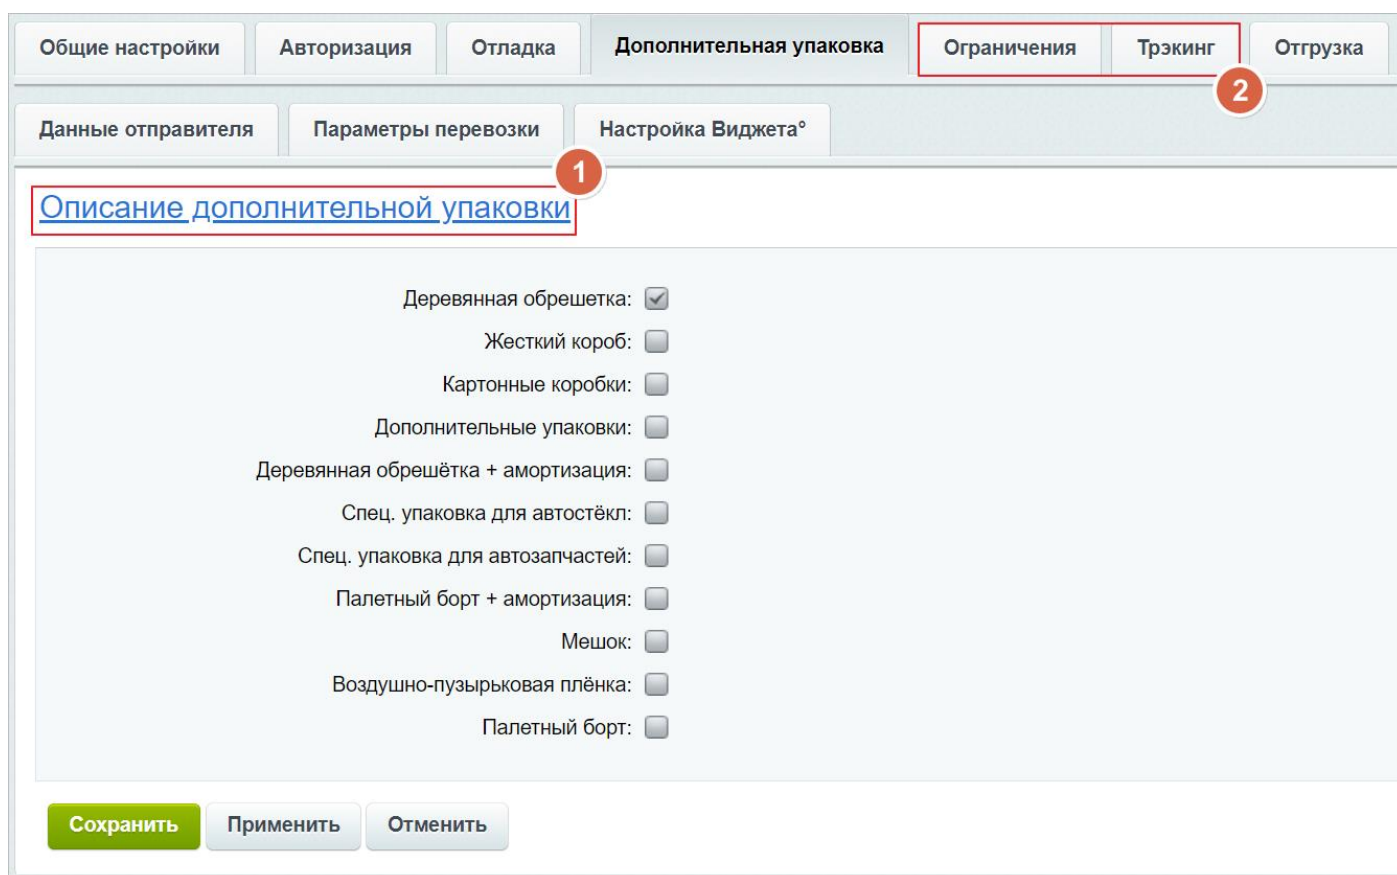 Общие настройки Авторизация Отладка Дополнительная упаковка Ограничения Трэкинг Отгрузка
2
Данные отправителя Параметры перевозки Настройка Виджета°
1
Описание дополнительной упаковки
Деревянная обрешетка:
Жесткий короб:
Картонные коробки:
Дополнительные упаковки:
Деревянная обрешётка + амортизация:
Спец. упаковка для автостёкл:
Спец. упаковка для автозапчастей:
Палетный борт + амортизация:
Мешок:
Воздушно-пузырьковая плёнка:
Палетный борт:
Сохранить Применить Отменить